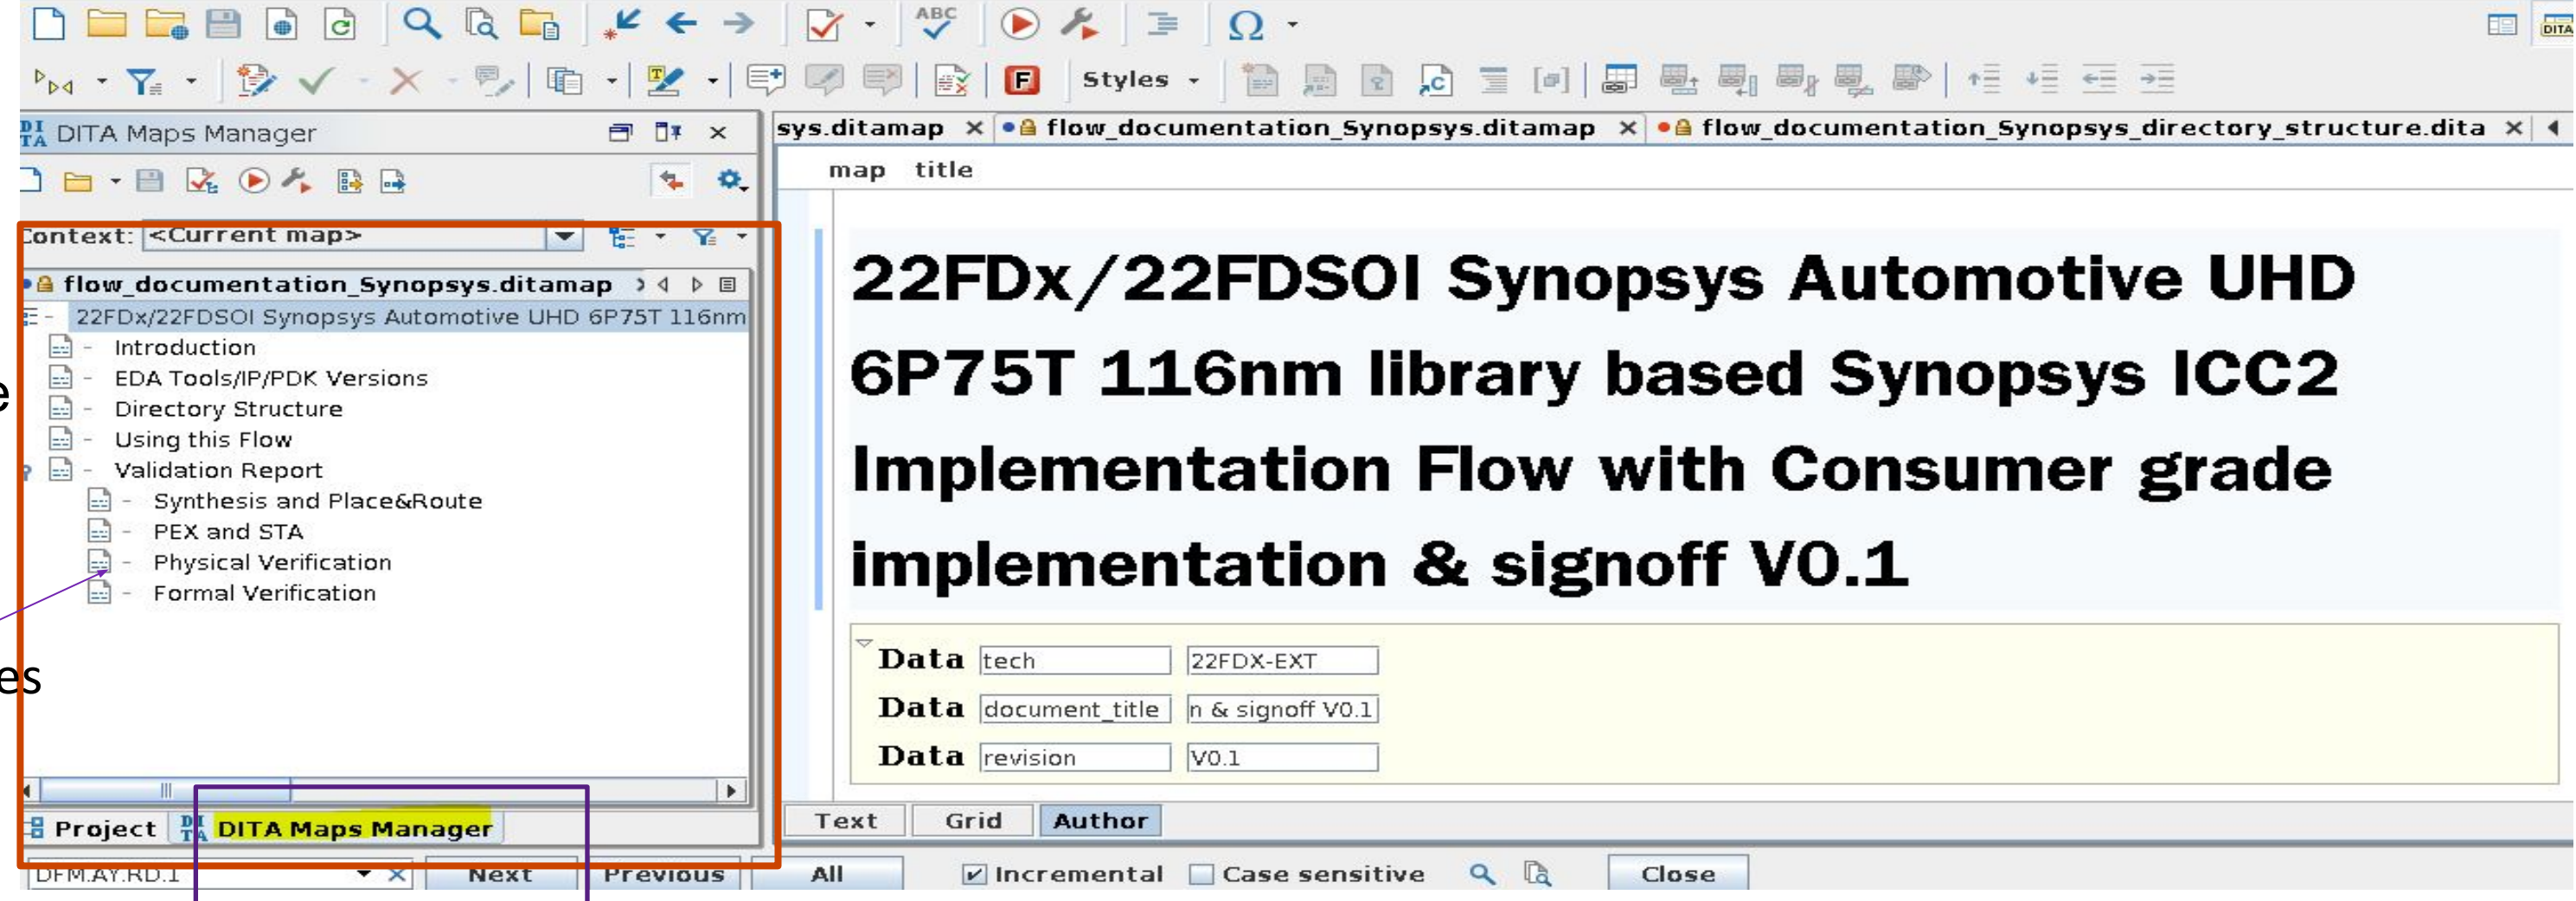 ABC
Ω
DITA
Styles
DITA Maps Manager
sys.ditamap
flow_documentation_Synopsys.ditamap
flow_documentation_Synopsys_directory_structure.dita
map title
Context: <Current map>
flow_documentation_Synopsys.ditamap
22FDx/22FDSOI Synopsys Automotive UHD 6P75T 116nm
Introduction
EDA Tools/IP/PDK Versions
Directory Structure
Using this Flow
Validation Report
Synthesis and Place&Route
PEX and STA
Physical Verification
Formal Verification
e
es
22FDx/22FDSOI Synopsys Automotive UHD
6P75T 116nm library based Synopsys ICC2
Implementation Flow with Consumer grade
implementation & signoff V0.1
Data tech 22FDX-EXT
Data document_title n & signoff V0.1
Data revision V0.1
Project DITA Maps Manager
Text Grid Author
DFM.AY.RD.1 Next Previous All Incremental Case sensitive Close